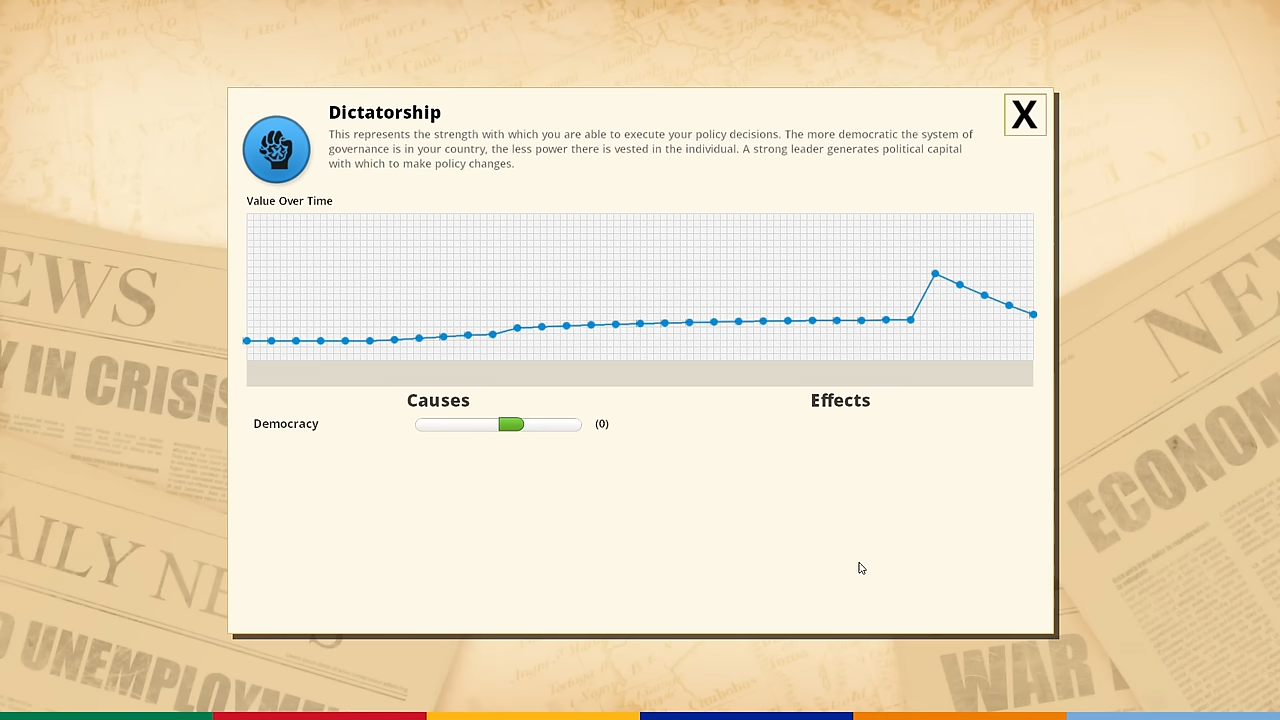 Dictatorship
This represents the strength with which you are able to execute your policy decisions. The more democratic the system of
governance is in your country, the less power there is vested in the individual. A strong leader generates political capital
with which to make policy changes.
X
Value Over Time
Causes
Effects
Democracy
(0)
EWS
Y IN CRISIS
AILY NE
UNEMPLOYM
NE
ECONOM
WAR